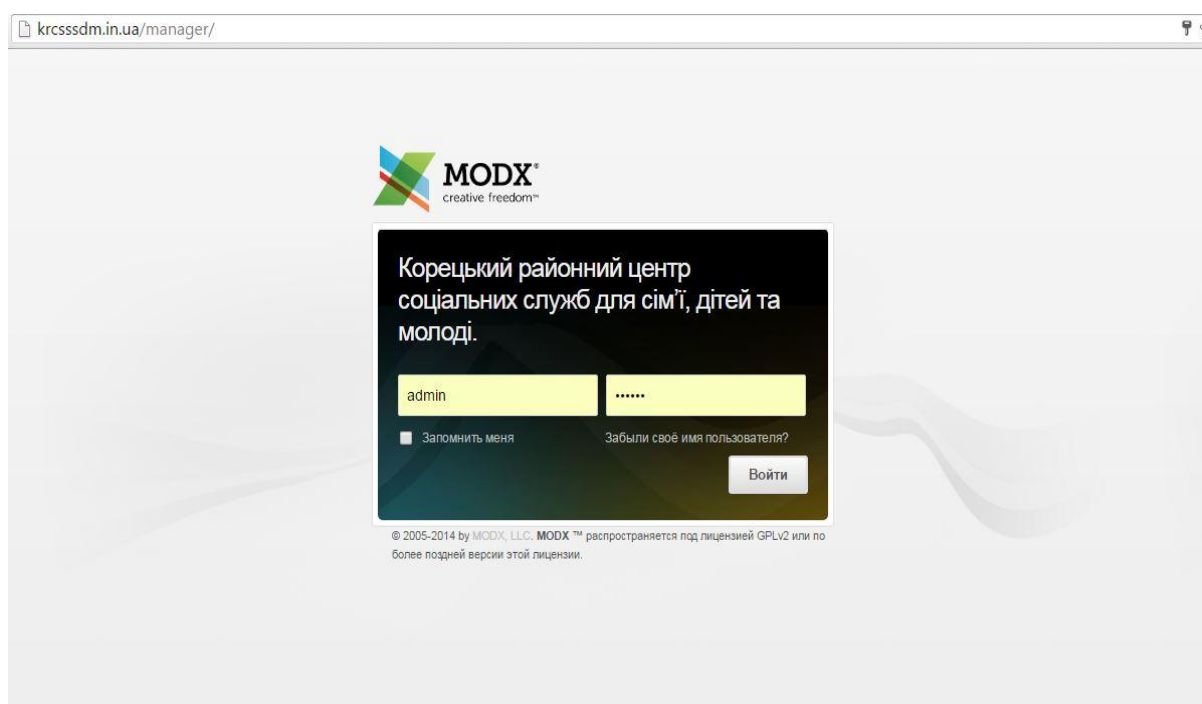 krcsssdm.in.ua/manager/
MODX®
creative freedom™
Корецький районний центр
соціальних служб для сім'ї, дітей та
молоді.
admin ••••••
Запомнить меня Забыли своё имя пользователя?
Войти
© 2005-2014 by MODX, LLC. MODX ™ распространяется под лицензией GPLv2 или по
более поздней версии этой лицензии.